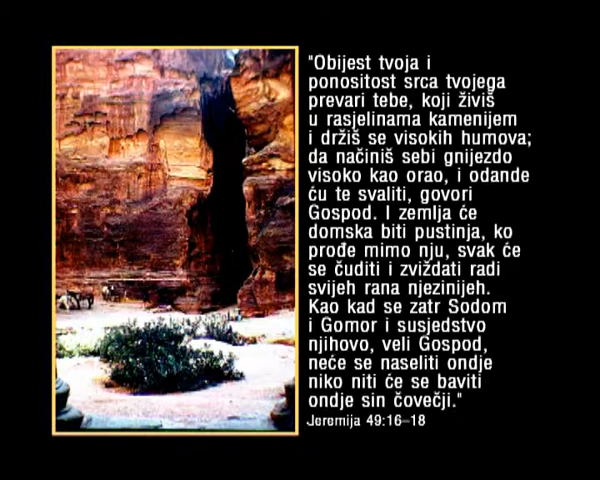 "Obijest tvoja i
ponositost srca tvojega
prevari tebe, koji živiš
u rasjelinama kamenijem
i držiš se visokih humova;
da načiniš sebi gnijezdo
visoko kao orao, i odande
ću te svaliti, govori
Gospod. I zemlja će
domska biti pustinja, ko
prođe mimo nju, svak će
se čuditi i zviždati radi
svijeh rana njezinijeh.
Kao kad se zatr Sodom
i Gomor i susjedstvo
njihovo, veli Gospod,
neće se naseliti ondje
niko niti će se baviti
ondje sin čovečji."
Jeremija 49:16–18